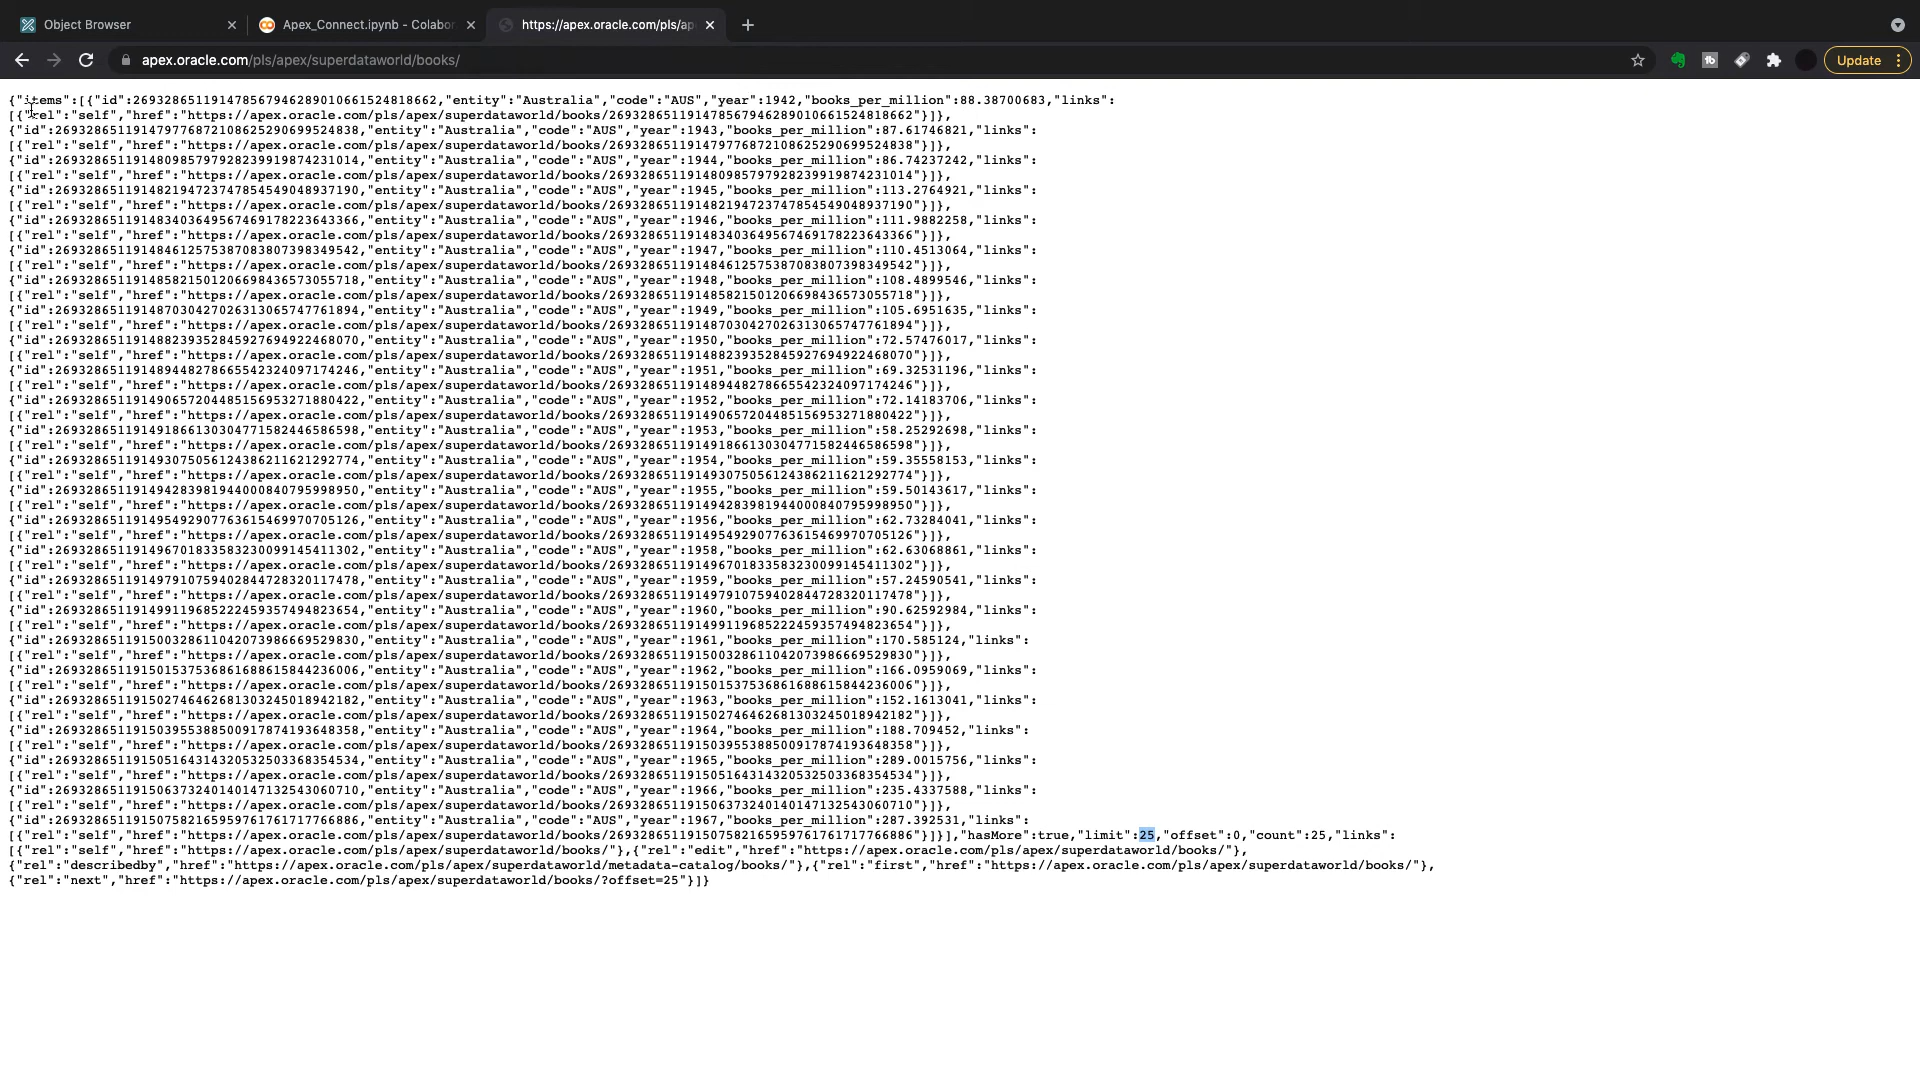 Object Browser
Apex_Connect.ipynb - Colabor
https://apex.oracle.com/pls/ap
apex.oracle.com/pls/apex/superdataworld/books/
Update
{"items":[{"id":269328651191478567946289010661524818662,"entity":"Australia","code":"AUS","year":1942,"books_per_million":88.38700683,"links":
[{"rel":"self","href":"https://apex.oracle.com/pls/apex/superdataworld/books/269328651191478567946289010661524818662"}]},
{"id":269328651191479776872108625290699524838,"entity":"Australia","code":"AUS","year":1943,"books_per_million":87.61746821,"links":
[{"rel":"self","href":"https://apex.oracle.com/pls/apex/superdataworld/books/269328651191479776872108625290699524838"}]},
{"id":269328651191480985797928239919874231014,"entity":"Australia","code":"AUS","year":1944,"books_per_million":86.74237242,"links":
[{"rel":"self","href":"https://apex.oracle.com/pls/apex/superdataworld/books/269328651191480985797928239919874231014"}]},
{"id":269328651191482194723747854549048937190,"entity":"Australia","code":"AUS","year":1945,"books_per_million":113.2764921,"links":
[{"rel":"self","href":"https://apex.oracle.com/pls/apex/superdataworld/books/269328651191482194723747854549048937190"}]},
{"id":269328651191483403649567469178223643366,"entity":"Australia","code":"AUS","year":1946,"books_per_million":111.9882258,"links":
[{"rel":"self","href":"https://apex.oracle.com/pls/apex/superdataworld/books/269328651191483403649567469178223643366"}]},
{"id":269328651191484612575387083807398349542,"entity":"Australia","code":"AUS","year":1947,"books_per_million":110.4513064,"links":
[{"rel":"self","href":"https://apex.oracle.com/pls/apex/superdataworld/books/269328651191484612575387083807398349542"}]},
{"id":269328651191485821501206698436573055718,"entity":"Australia","code":"AUS","year":1948,"books_per_million":108.4899546,"links":
[{"rel":"self","href":"https://apex.oracle.com/pls/apex/superdataworld/books/269328651191485821501206698436573055718"}]},
{"id":269328651191487030427026313065747761894,"entity":"Australia","code":"AUS","year":1949,"books_per_million":105.6951635,"links":
[{"rel":"self","href":"https://apex.oracle.com/pls/apex/superdataworld/books/269328651191487030427026313065747761894"}]},
{"id":269328651191488239352845927694922468070,"entity":"Australia","code":"AUS","year":1950,"books_per_million":72.57476017,"links":
[{"rel":"self","href":"https://apex.oracle.com/pls/apex/superdataworld/books/269328651191488239352845927694922468070"}]},
{"id":269328651191489448278665542324097174246,"entity":"Australia","code":"AUS","year":1951,"books_per_million":69.32531196,"links":
[{"rel":"self","href":"https://apex.oracle.com/pls/apex/superdataworld/books/269328651191489448278665542324097174246"}]},
{"id":269328651191490657204485156953271880422,"entity":"Australia","code":"AUS","year":1952,"books_per_million":72.14183706,"links":
[{"rel":"self","href":"https://apex.oracle.com/pls/apex/superdataworld/books/269328651191490657204485156953271880422"}]},
{"id":269328651191491866130304771582446586598,"entity":"Australia","code":"AUS","year":1953,"books_per_million":58.25292698,"links":
[{"rel":"self","href":"https://apex.oracle.com/pls/apex/superdataworld/books/269328651191491866130304771582446586598"}]},
{"id":269328651191493075056124386211621292774,"entity":"Australia","code":"AUS","year":1954,"books_per_million":59.35558153,"links":
[{"rel":"self","href":"https://apex.oracle.com/pls/apex/superdataworld/books/269328651191493075056124386211621292774"}]},
{"id":269328651191494283981944000840795998950,"entity":"Australia","code":"AUS","year":1955,"books_per_million":59.50143617,"links":
[{"rel":"self","href":"https://apex.oracle.com/pls/apex/superdataworld/books/269328651191494283981944000840795998950"}]},
{"id":269328651191495492907763615469970705126,"entity":"Australia","code":"AUS","year":1956,"books_per_million":62.73284041,"links":
[{"rel":"self","href":"https://apex.oracle.com/pls/apex/superdataworld/books/269328651191495492907763615469970705126"}]},
{"id":269328651191496701833583230099145411302,"entity":"Australia","code":"AUS","year":1958,"books_per_million":62.63068861,"links":
[{"rel":"self","href":"https://apex.oracle.com/pls/apex/superdataworld/books/269328651191496701833583230099145411302"}]},
{"id":269328651191497910759402844728320117478,"entity":"Australia","code":"AUS","year":1959,"books_per_million":57.24590541,"links":
[{"rel":"self","href":"https://apex.oracle.com/pls/apex/superdataworld/books/269328651191497910759402844728320117478"}]},
{"id":269328651191499119685222459357494823654,"entity":"Australia","code":"AUS","year":1960,"books_per_million":90.62592984,"links":
[{"rel":"self","href":"https://apex.oracle.com/pls/apex/superdataworld/books/269328651191499119685222459357494823654"}]},
{"id":269328651191500328611042073986669529830,"entity":"Australia","code":"AUS","year":1961,"books_per_million":170.585124,"links":
[{"rel":"self","href":"https://apex.oracle.com/pls/apex/superdataworld/books/269328651191500328611042073986669529830"}]},
{"id":269328651191501537536861688615844236006,"entity":"Australia","code":"AUS","year":1962,"books_per_million":166.0959069,"links":
[{"rel":"self","href":"https://apex.oracle.com/pls/apex/superdataworld/books/269328651191501537536861688615844236006"}]},
{"id":269328651191502746462681303245018942182,"entity":"Australia","code":"AUS","year":1963,"books_per_million":152.1613041,"links":
[{"rel":"self","href":"https://apex.oracle.com/pls/apex/superdataworld/books/269328651191502746462681303245018942182"}]},
{"id":269328651191503955388500917874193648358,"entity":"Australia","code":"AUS","year":1964,"books_per_million":188.709452,"links":
[{"rel":"self","href":"https://apex.oracle.com/pls/apex/superdataworld/books/269328651191503955388500917874193648358"}]},
{"id":269328651191505164314320532503368354534,"entity":"Australia","code":"AUS","year":1965,"books_per_million":289.0015756,"links":
[{"rel":"self","href":"https://apex.oracle.com/pls/apex/superdataworld/books/269328651191505164314320532503368354534"}]},
{"id":269328651191506373240140147132543060710,"entity":"Australia","code":"AUS","year":1966,"books_per_million":235.4337588,"links":
[{"rel":"self","href":"https://apex.oracle.com/pls/apex/superdataworld/books/269328651191506373240140147132543060710"}]},
{"id":269328651191507582165959761761717766886,"entity":"Australia","code":"AUS","year":1967,"books_per_million":287.392531,"links":
[{"rel":"self","href":"https://apex.oracle.com/pls/apex/superdataworld/books/269328651191507582165959761761717766886"}]}],"hasMore":true,"limit":25,"offset":0,"count":25,"links":
[{"rel":"self","href":"https://apex.oracle.com/pls/apex/superdataworld/books/"},{"rel":"edit","href":"https://apex.oracle.com/pls/apex/superdataworld/books/"},
{"rel":"describedby","href":"https://apex.oracle.com/pls/apex/superdataworld/metadata-catalog/books/"},{"rel":"first","href":"https://apex.oracle.com/pls/apex/superdataworld/books/"},
{"rel":"next","href":"https://apex.oracle.com/pls/apex/superdataworld/books/?offset=25"}]}